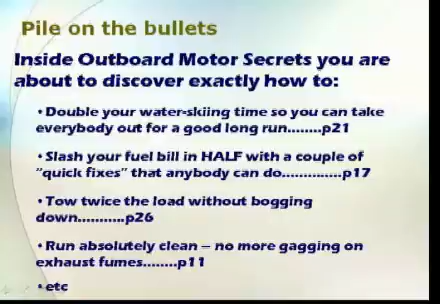 Pile on the bullets
Inside Outboard Motor Secrets you are
about to discover exactly how to:
•Double your water-skiing time so you can take
everybody out for a good long run........p21
•Slash your fuel bill in HALF with a couple of
"quick fixes" that anybody can do...............p17
•Tow twice the load without bogging
down...........p26
•Run absolutely clean – no more gagging on
exhaust fumes........p11
•etc